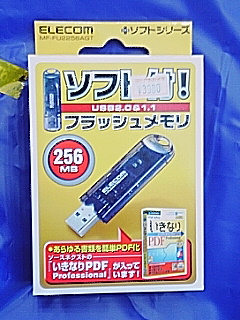 ELECOM
ソフトシリーズ
MF-FU2256AGT
ソフト付!
USB2.0&1.1
フラッシュメモリ
256
MB
ELECOM
あらゆる書類を簡単PDF化
ソースネクストの
「いきなりPDF Professional」が入って
います!
いきなり
PDF